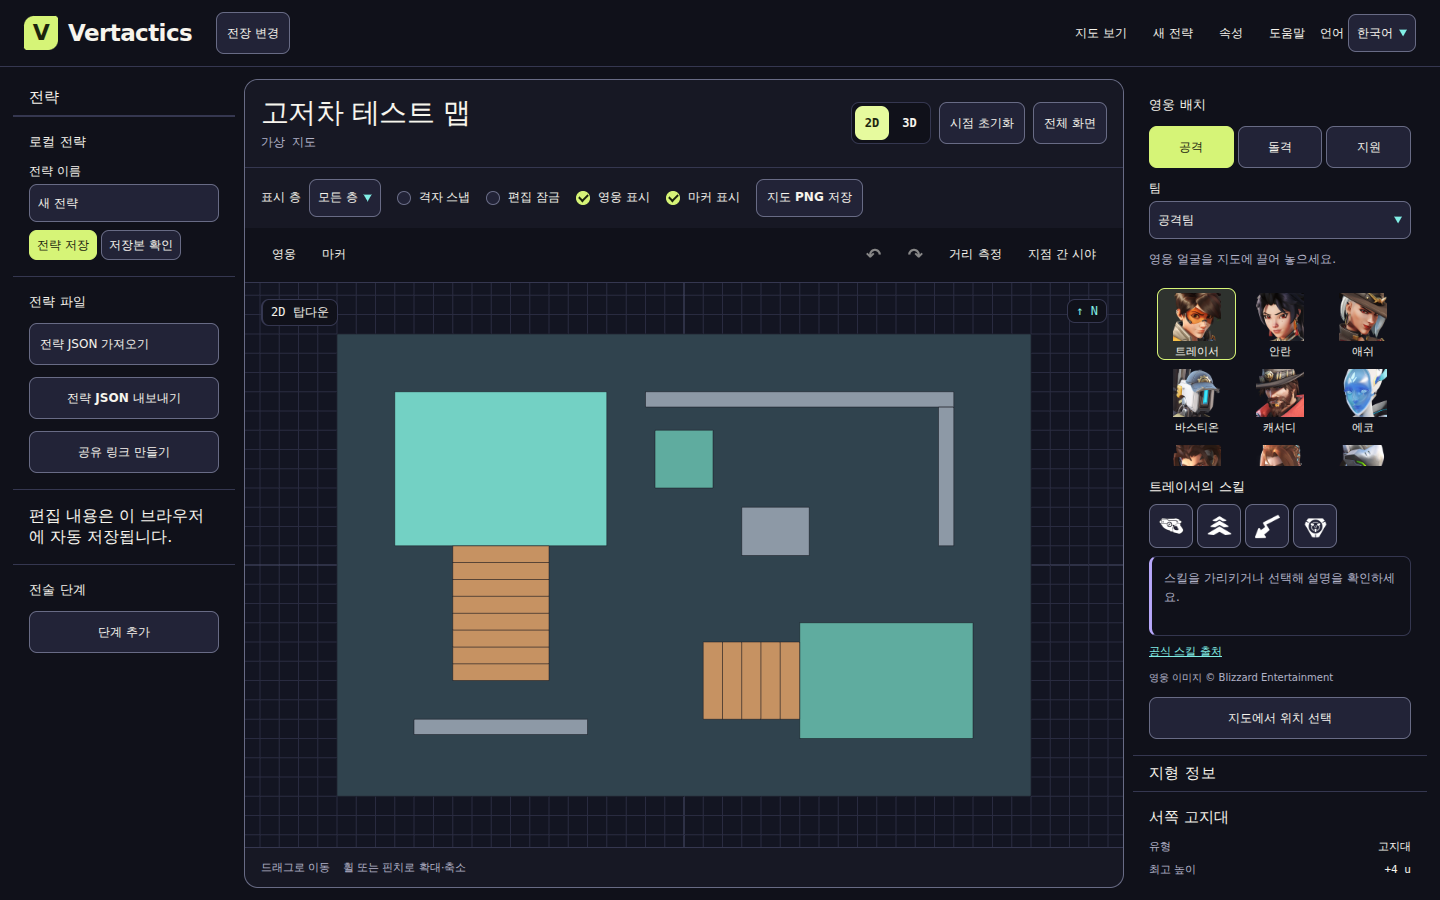 V Vertactics
전장 변경
지도 보기
새 전략
속성
도움말
언어
한국어
전략
로컬 전략
전략 이름
새 전략
전략 저장
저장본 확인
전략 파일
전략 JSON 가져오기
전략 JSON 내보내기
공유 링크 만들기
편집 내용은 이 브라우저
에 자동 저장됩니다.
전술 단계
단계 추가
고저차 테스트 맵
가상 지도
2D
3D
시점 초기화
전체 화면
표시 층
모든 층
격자 스냅
편집 잠금
영웅 표시
마커 표시
지도 PNG 저장
영웅
마커
거리 측정
지점 간 시야
2D 탑다운
↑ N
드래그로 이동
휠 또는 핀치로 확대·축소
영웅 배치
공격
돌격
지원
팀
공격팀
영웅 얼굴을 지도에 끌어 놓으세요.
트레이서
안란
애쉬
바스티온
캐서디
에코
트레이서의 스킬
스킬을 가리키거나 선택해 설명을 확인하세
요.
공식 스킬 출처
영웅 이미지 © Blizzard Entertainment
지도에서 위치 선택
지형 정보
서쪽 고지대
유형
고지대
최고 높이
+4 u